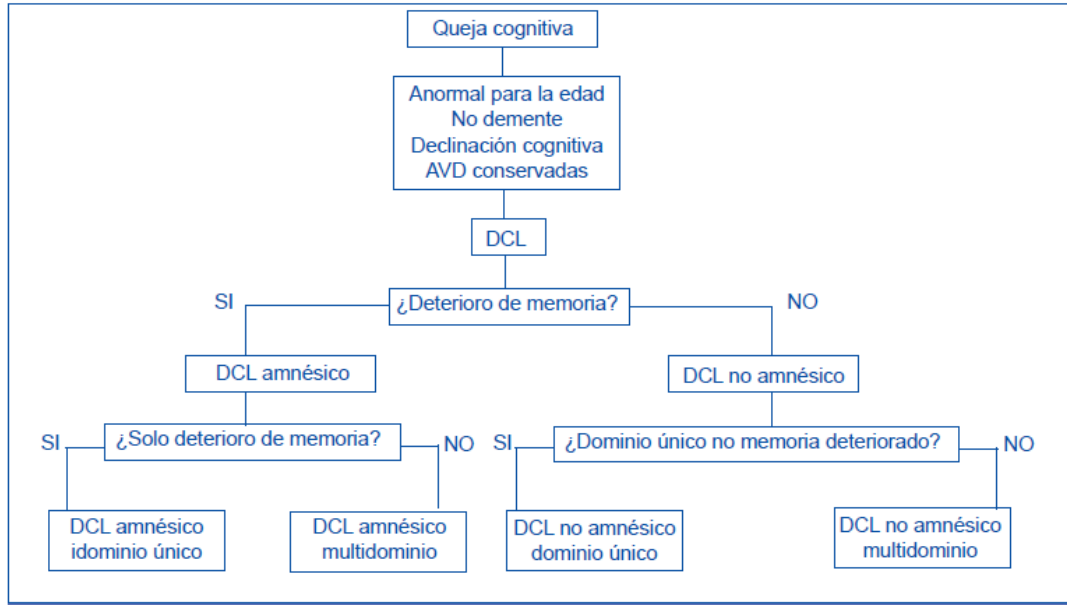 Queja cognitiva
Anormal para la edad
No demente
Declinación cognitiva
AVD conservadas
DCL
SI
¿Deterioro de memoria?
NO
DCL amnésico
DCL no amnésico
SI
¿Solo deterioro de memoria?
NO
SI
¿Dominio único no memoria deteriorado?
NO
DCL amnésico
idominio único
DCL amnésico
multidominio
DCL no amnésico
dominio único
DCL no amnésico
multidominio